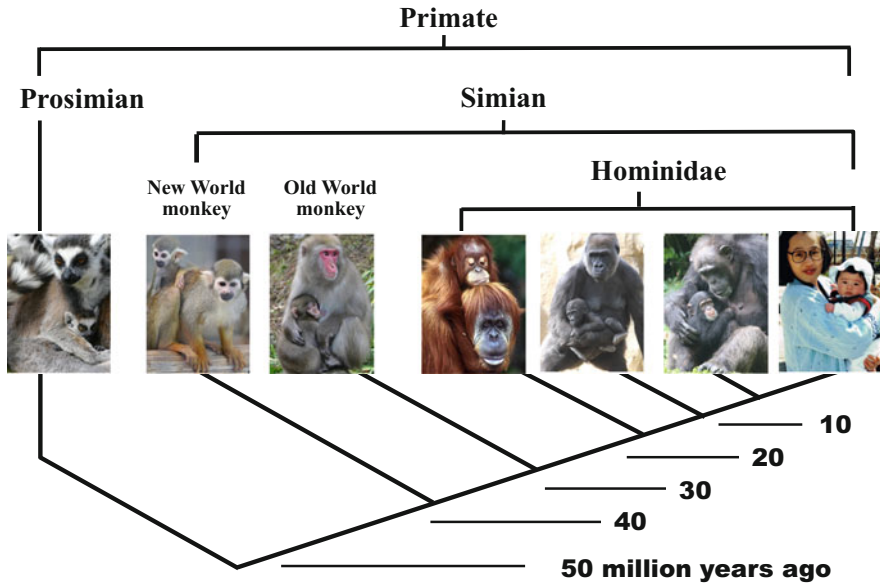 Primate
Prosimian
Simian
Hominidae
New World
monkey
Old World
monkey
10
20
30
40
50 million years ago